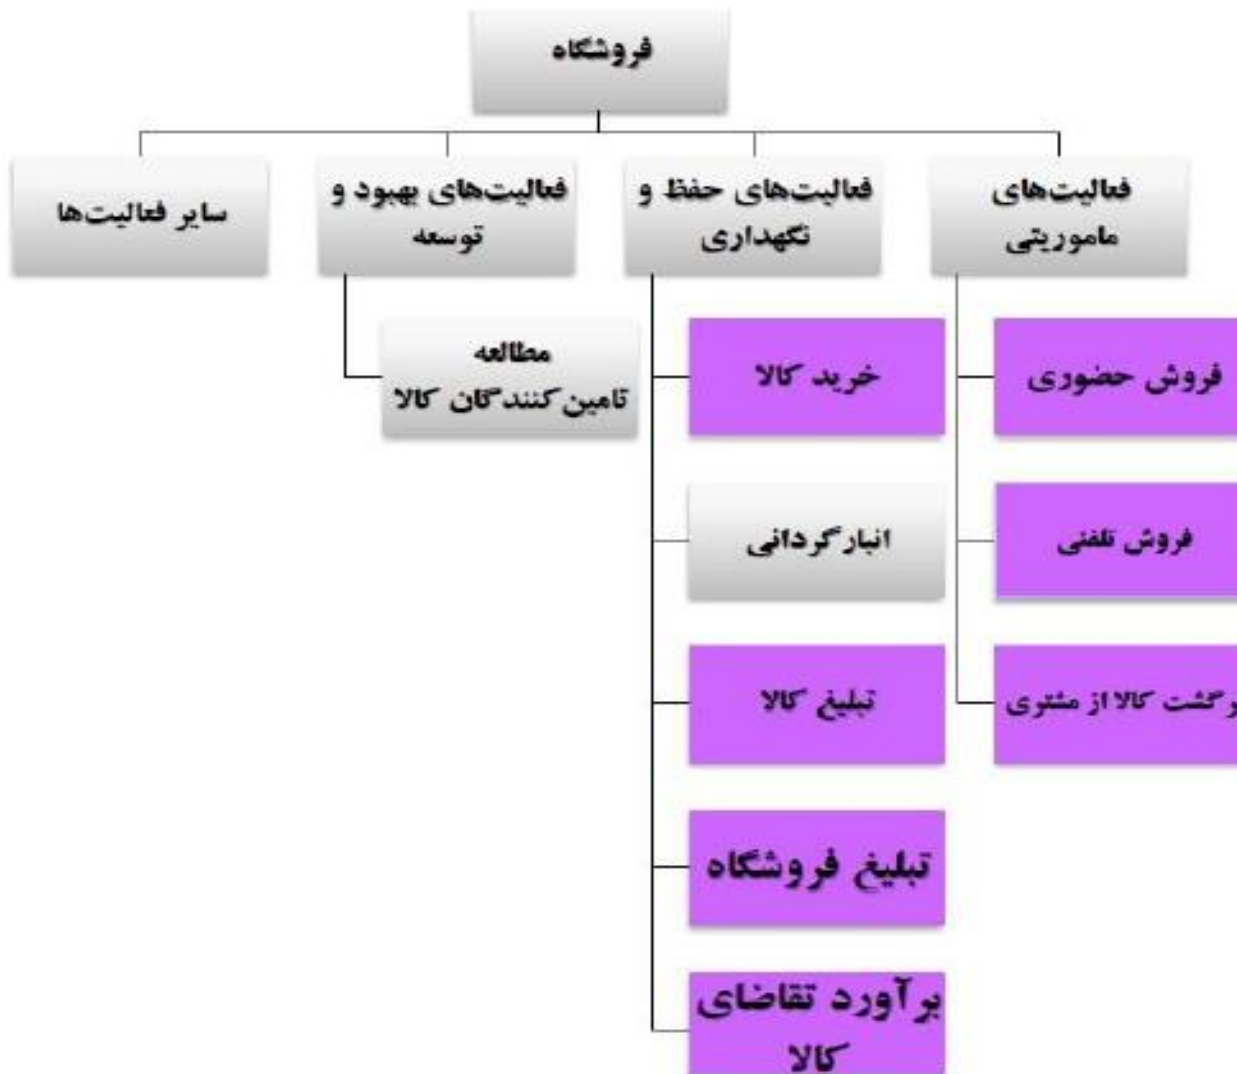 فروشگاه
فعالیت‌های
ماموریتی
فعالیت‌های حفظ و
نگهداری
فعالیت‌های بهبود و
توسعه
سایر فعالیت‌ها
فروش حضوری
فروش تلفنی
برگشت کالا از مشتری
خرید کالا
انبارگردانی
تبلیغ کالا
تبلیغ فروشگاه
برآورد تقاضای
کالا
مطالعه
تامین‌کنندگان کالا